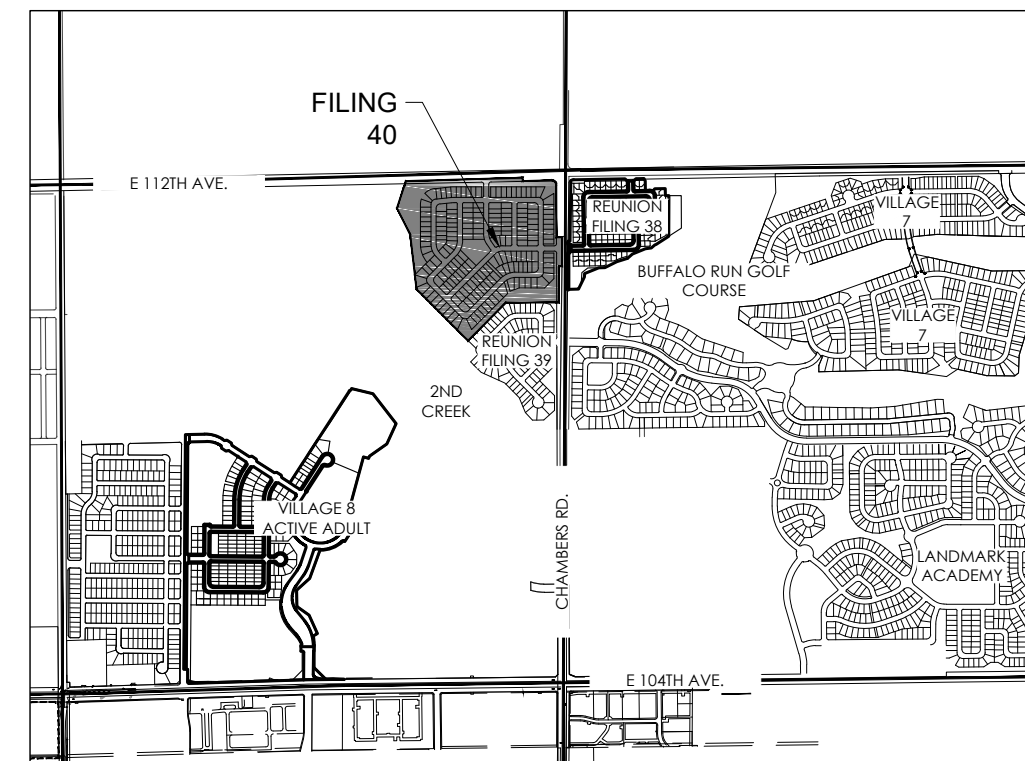 FILING
40
E 112TH AVE.
REUNION
FILING 38
VILLAGE
7
BUFFALO RUN GOLF
COURSE
VILLAGE
7
REUNION
FILING 39
2ND
CREEK
VILLAGE 8
ACTIVE ADULT
CHAMBERS RD.
LANDMARK
ACADEMY
E 104TH AVE.